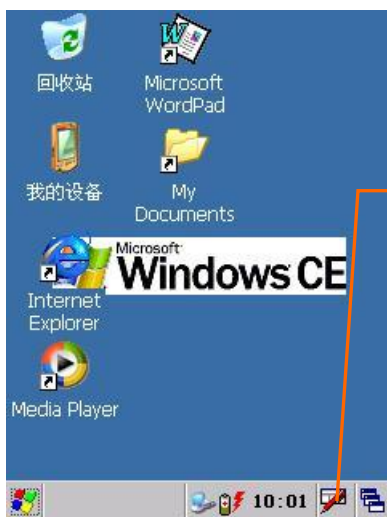 回收站
Microsoft
WordPad
我的设备
My
Documents
Microsoft
Windows CE
Internet
Explorer
Media Player
10:01